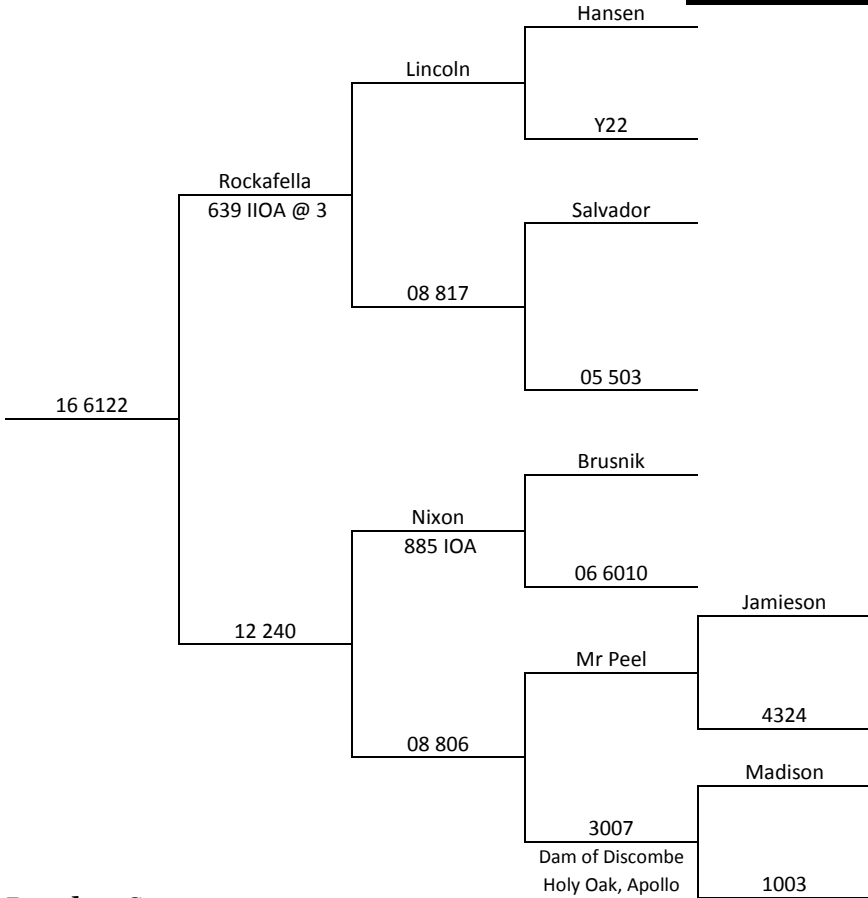 Hansen
Lincoln
Y22
Rockafella
639 IIOA @ 3
Salvador
08 817
05 503
16 6122
Brusnik
Nixon
885 IOA
06 6010
Jamieson
12 240
Mr Peel
4324
08 806
Madison
3007
Dam of Discombe
Holy Oak, Apollo
1003